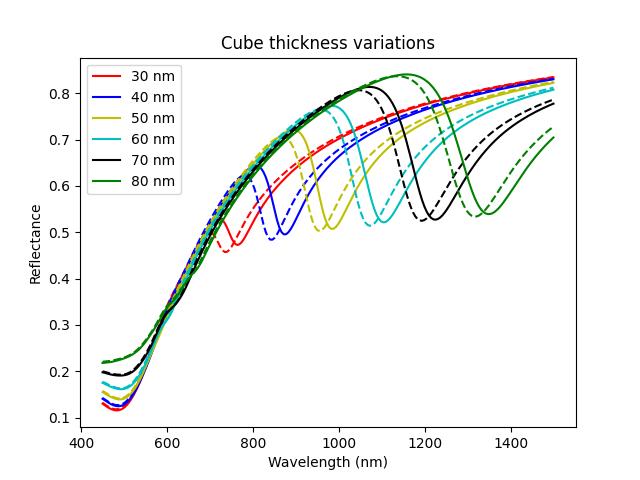 Cube thickness variations
30 nm
40 nm
50 nm
60 nm
70 nm
80 nm
0.8
0.7
0.6
0.5
0.4
0.3
0.2
0.1
Reflectance
400 600 800 1000 1200 1400
Wavelength (nm)